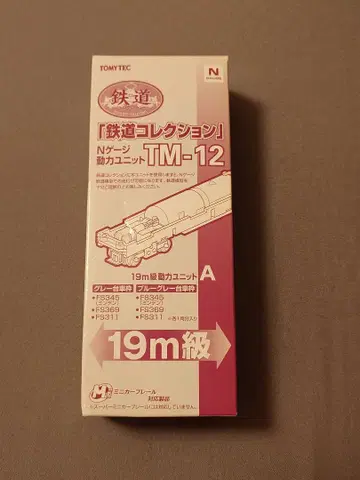 TOMYTEC
N
鉄道
「鉄道コレクション」
Nゲージ
動力ユニット TM-12
19m級動力ユニット A
グレー台車枠 ブルーグレー台車枠
・FS345 ・FS345
・FS369 ・FS369
・FS311 ・FS311
19m級
ミニカーブレール
対応製品